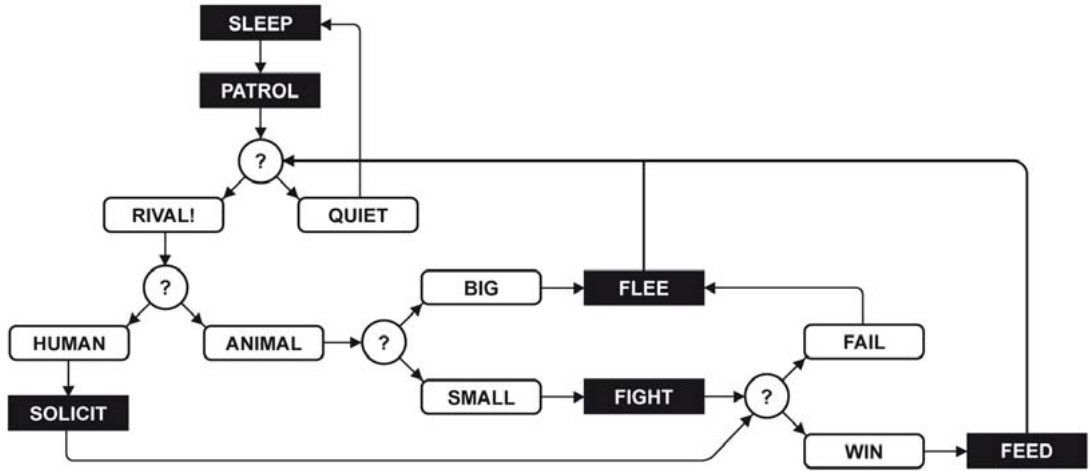 SLEEP
PATROL
?
RIVAL!
QUIET
?
BIG
FLEE
HUMAN
ANIMAL
?
FAIL
SMALL
FIGHT
?
SOLICIT
WIN
FEED